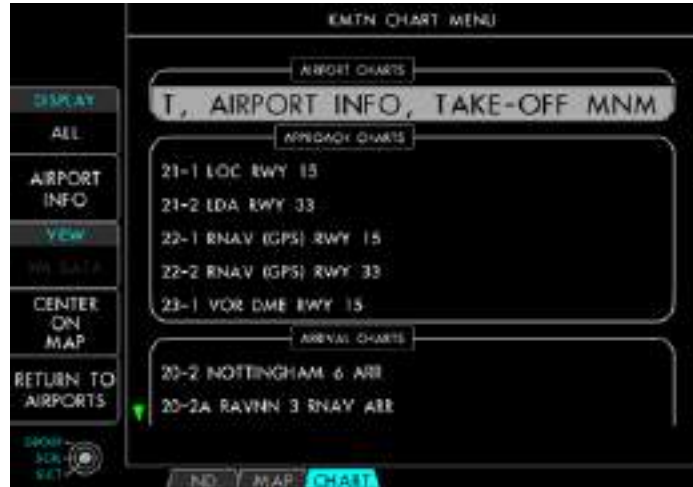 KMTN CHART MENU
AIRPORT CHARTS
T, AIRPORT INFO, TAKE-OFF MNM
APPROACH CHARTS
21-1 LOC RWY 15
21-2 LDA RWY 33
22-1 RNAV (GPS) RWY 15
22-2 RNAV (GPS) RWY 33
23-1 VOR DME RWY 15
ARRIVAL CHARTS
20-2 NOTTINGHAM 6 ARR
20-2A RAVNN 3 RNAV ARR
DISPLAY
ALL
AIRPORT
INFO
VIEW
CENTER
ON
MAP
RETURN TO
AIRPORTS
ND
MAP
CHART